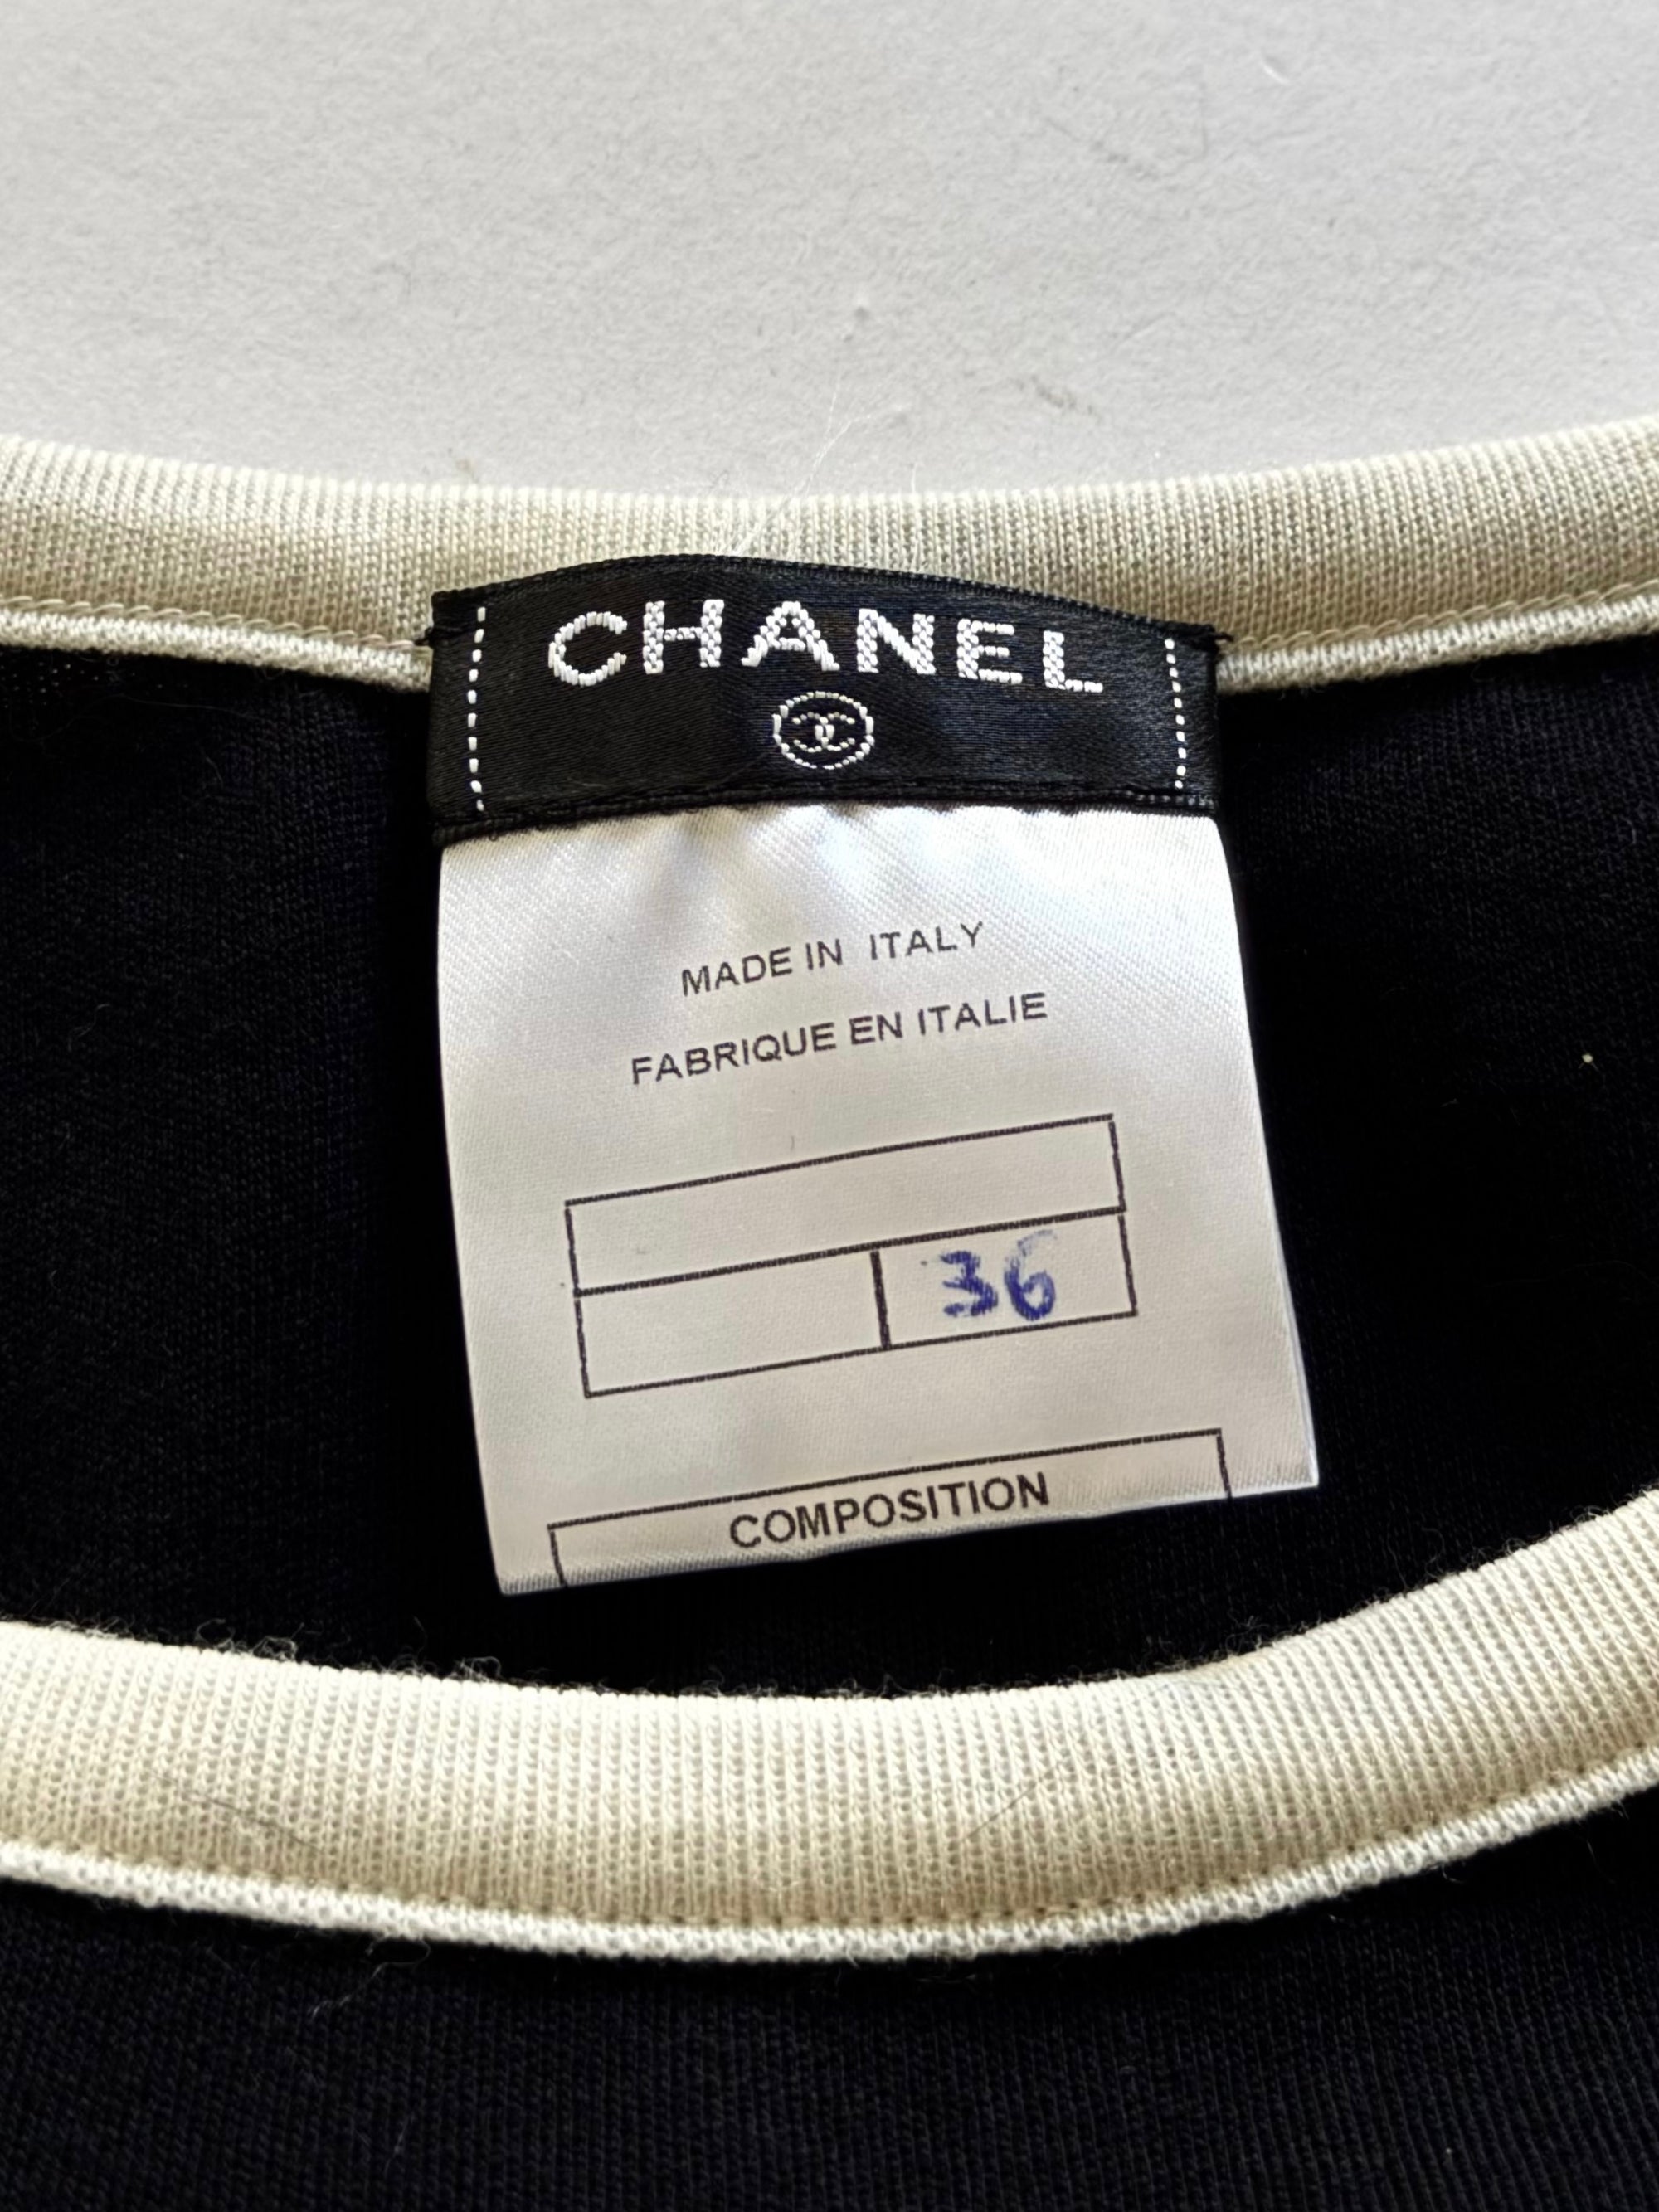 CHANEL
MADE IN ITALY
FABRIQUE EN ITALIE
36
COMPOSITION